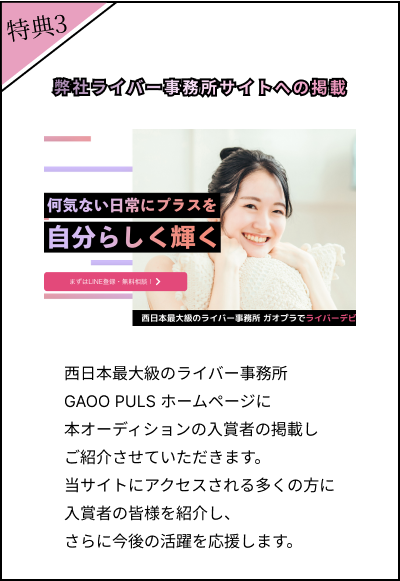 特典3
弊社ライバー事務所サイトへの掲載
何気ない日常にプラスを
自分らしく輝く
まずはLINE登録・無料相談！
西日本最大級のライバー事務所 ガオプラでライバーデビ
西日本最大級のライバー事務所
GAOO PULS ホームページに
本オーディションの入賞者の掲載し
ご紹介させていただきます。
当サイトにアクセスされる多くの方に
入賞者の皆様を紹介し、
さらに今後の活躍を応援します。